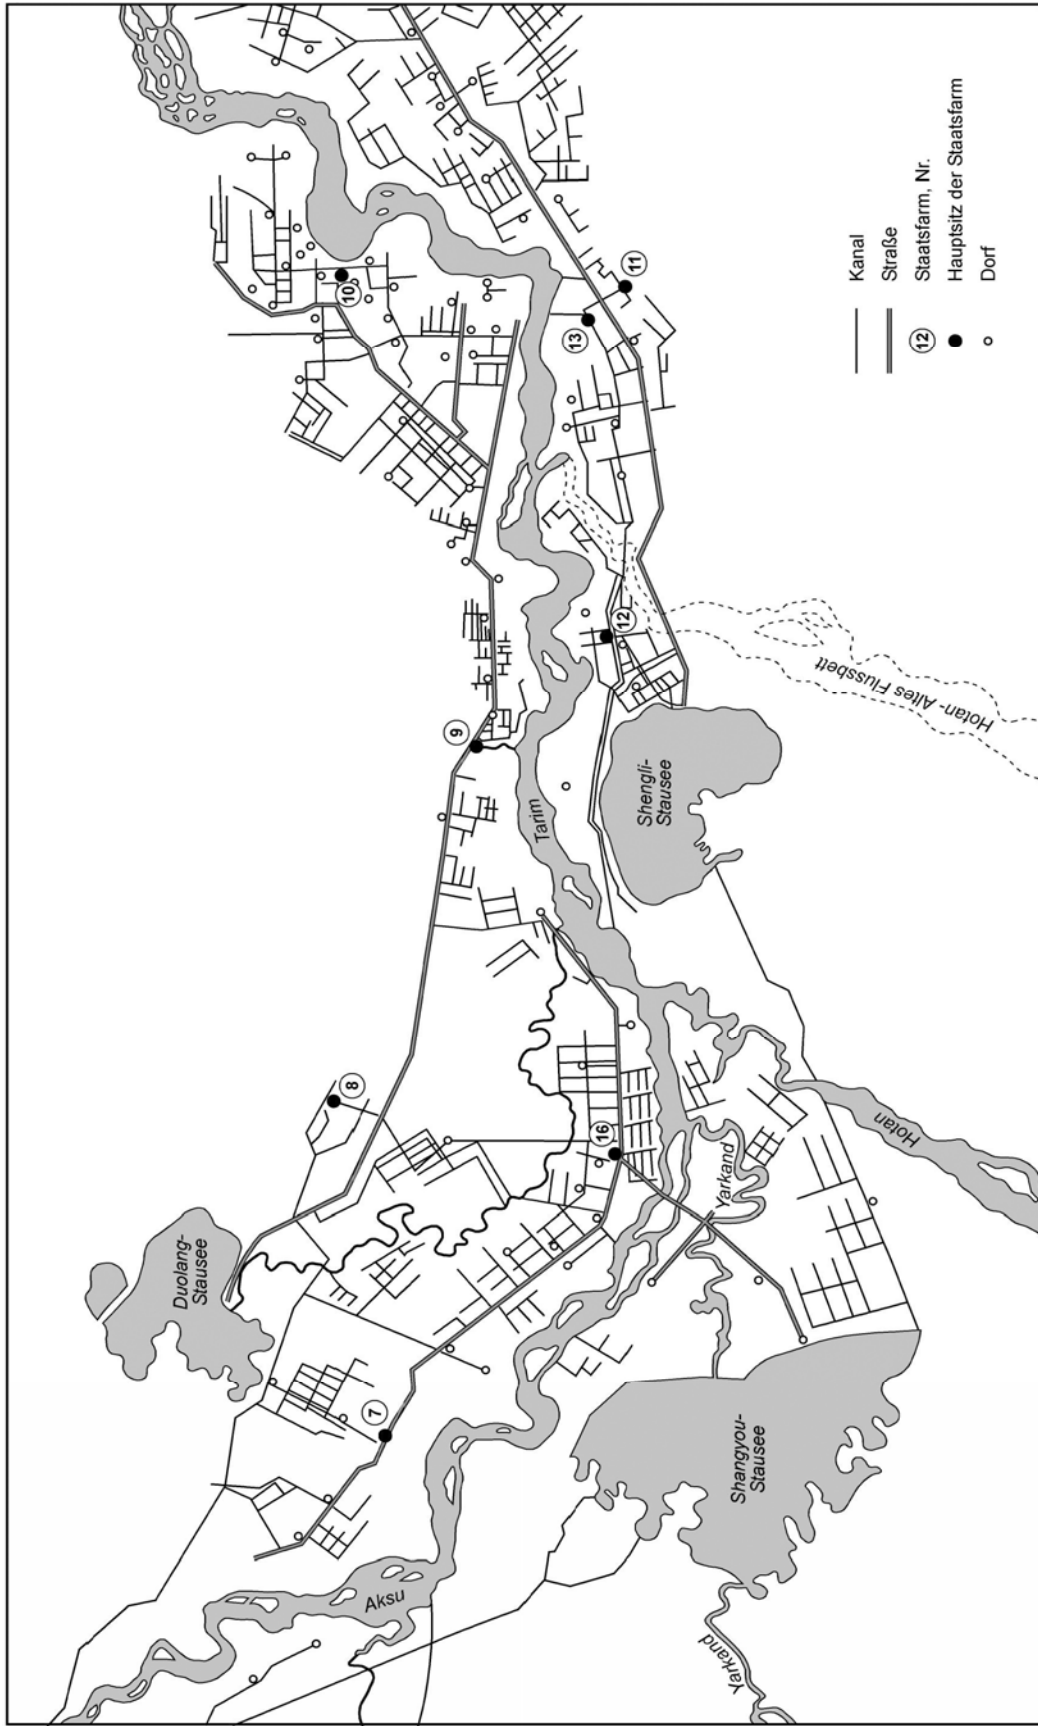 Duolang-
Stausee
Shangyou-
Stausee
Shengli-
Stausee
Aksu
Yarkand
Yarkand
Hotan
Tarim
Hotan-Altes Flussbett
7
8
9
10
11
12
13
16
Kanal
Straße
12 Staatsfarm, Nr.
Hauptsitz der Staatsfarm
Dorf